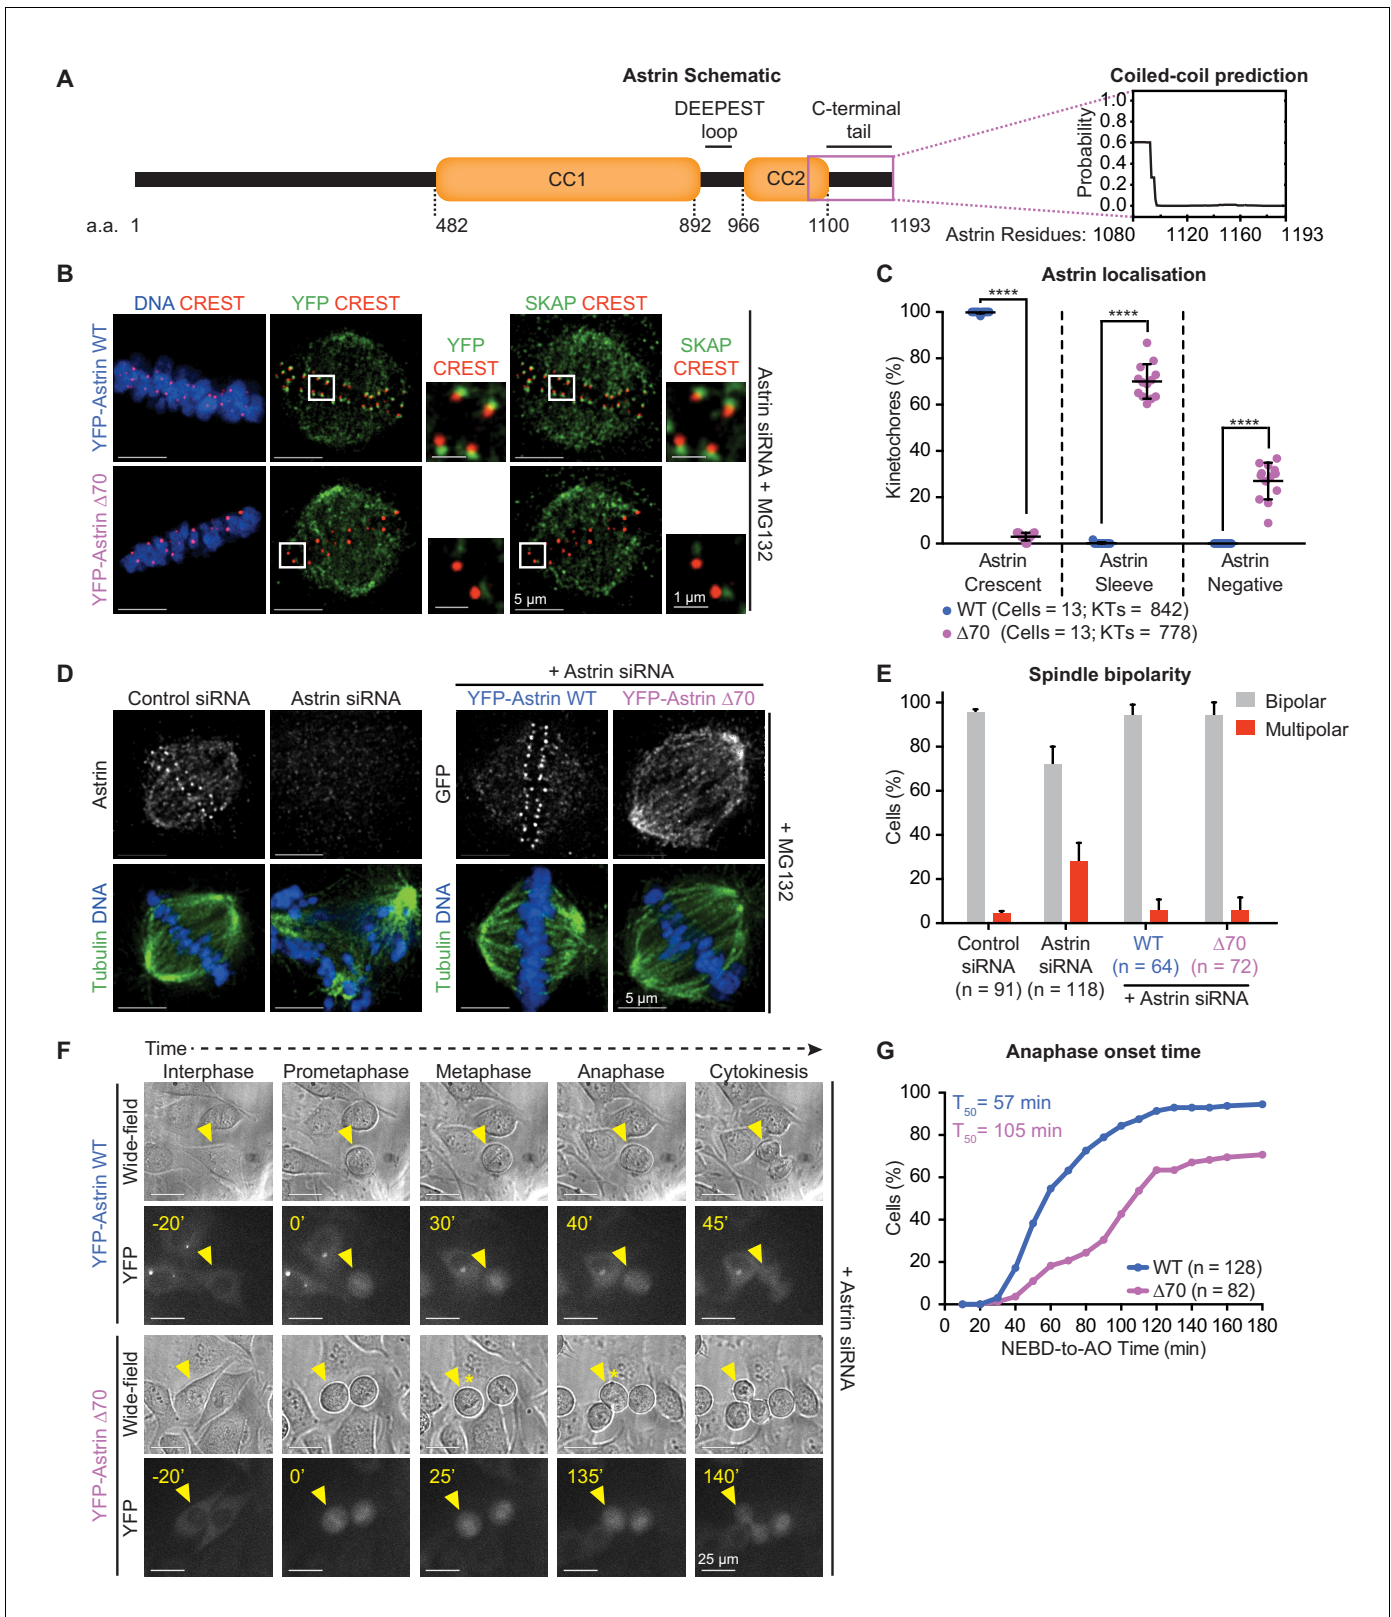 A
Astrin Schematic
Coiled-coil prediction
DEEPEST
loop
C-terminal
tail
CC1
CC2
a.a. 1
482
892
966
1100
1193
Probability
1.0
0.8
0.6
0.4
0.2
0.0
Astrin Residues: 1080
1120
1160
1193
B
DNA CREST
YFP CREST
SKAP CREST
YFP
CREST
SKAP
CREST
YFP-Astrin WT
YFP-Astrin Δ70
5 µm
1 µm
Astrin siRNA + MG132
C
Astrin localisation
Kinetochores (%)
100
80
60
40
20
0
****
****
****
Astrin
Crescent
Astrin
Sleeve
Astrin
Negative
WT (Cells = 13; KTs = 842)
Δ70 (Cells = 13; KTs = 778)
D
+ Astrin siRNA
Control siRNA
Astrin siRNA
YFP-Astrin WT
YFP-Astrin Δ70
Astrin
GFP
Tubulin DNA
Tubulin DNA
5 µm
+ MG132
E
Spindle bipolarity
Cells (%)
100
80
60
40
20
0
Bipolar
Multipolar
Control
siRNA
(n = 91)
Astrin
siRNA
(n = 118)
WT
(n = 64)
Δ70
(n = 72)
+ Astrin siRNA
F
Time
Interphase
Prometaphase
Metaphase
Anaphase
Cytokinesis
YFP-Astrin WT
Wide-field
YFP
-20’
0’
30’
40’
45’
YFP-Astrin Δ70
Wide-field
*
*
YFP
-20’
0’
25’
135’
140’
25 µm
+ Astrin siRNA
G
Anaphase onset time
T50= 57 min
T50= 105 min
Cells (%)
100
80
60
40
20
0
WT (n = 128)
Δ70 (n = 82)
0 20 40 60 80 100 120 140 160 180
NEBD-to-AO Time (min)